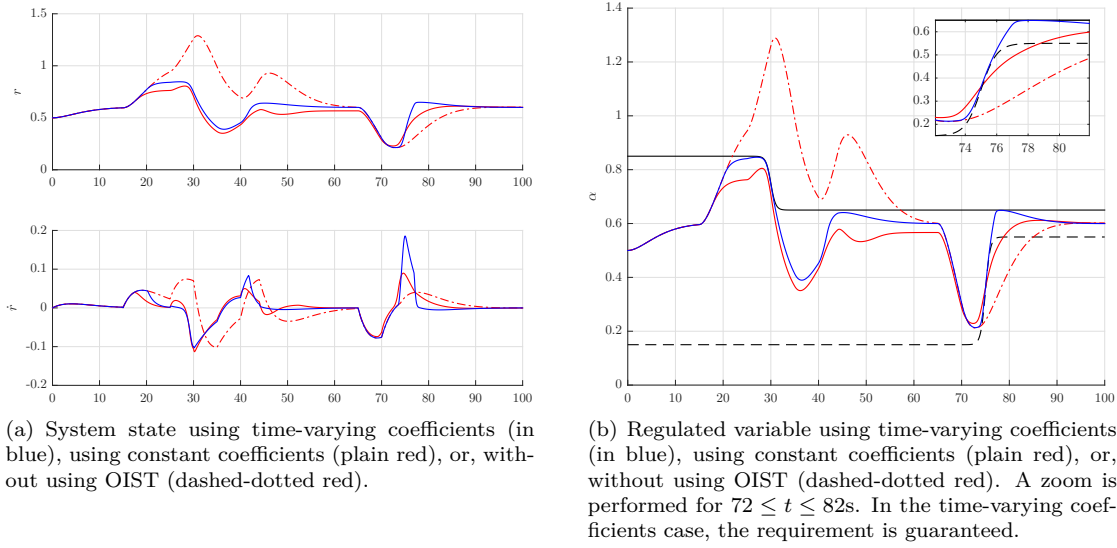 1.5
1
0.5
0
r
0 10 20 30 40 50 60 70 80 90 100
0.2
0.1
0
-0.1
-0.2
ṙ
0 10 20 30 40 50 60 70 80 90 100
(a) System state using time-varying coefficients (in
blue), using constant coefficients (plain red), or, with-
out using OIST (dashed-dotted red).
1.4
1.2
1
0.8
0.6
0.4
0.2
0
α
0 10 20 30 40 50 60 70 80 90 100
0.6
0.5
0.4
0.3
0.2
74 76 78 80
(b) Regulated variable using time-varying coefficients
(in blue), using constant coefficients (plain red), or,
without using OIST (dashed-dotted red). A zoom is
performed for 72 ≤ t ≤ 82s. In the time-varying coef-
ficients case, the requirement is guaranteed.